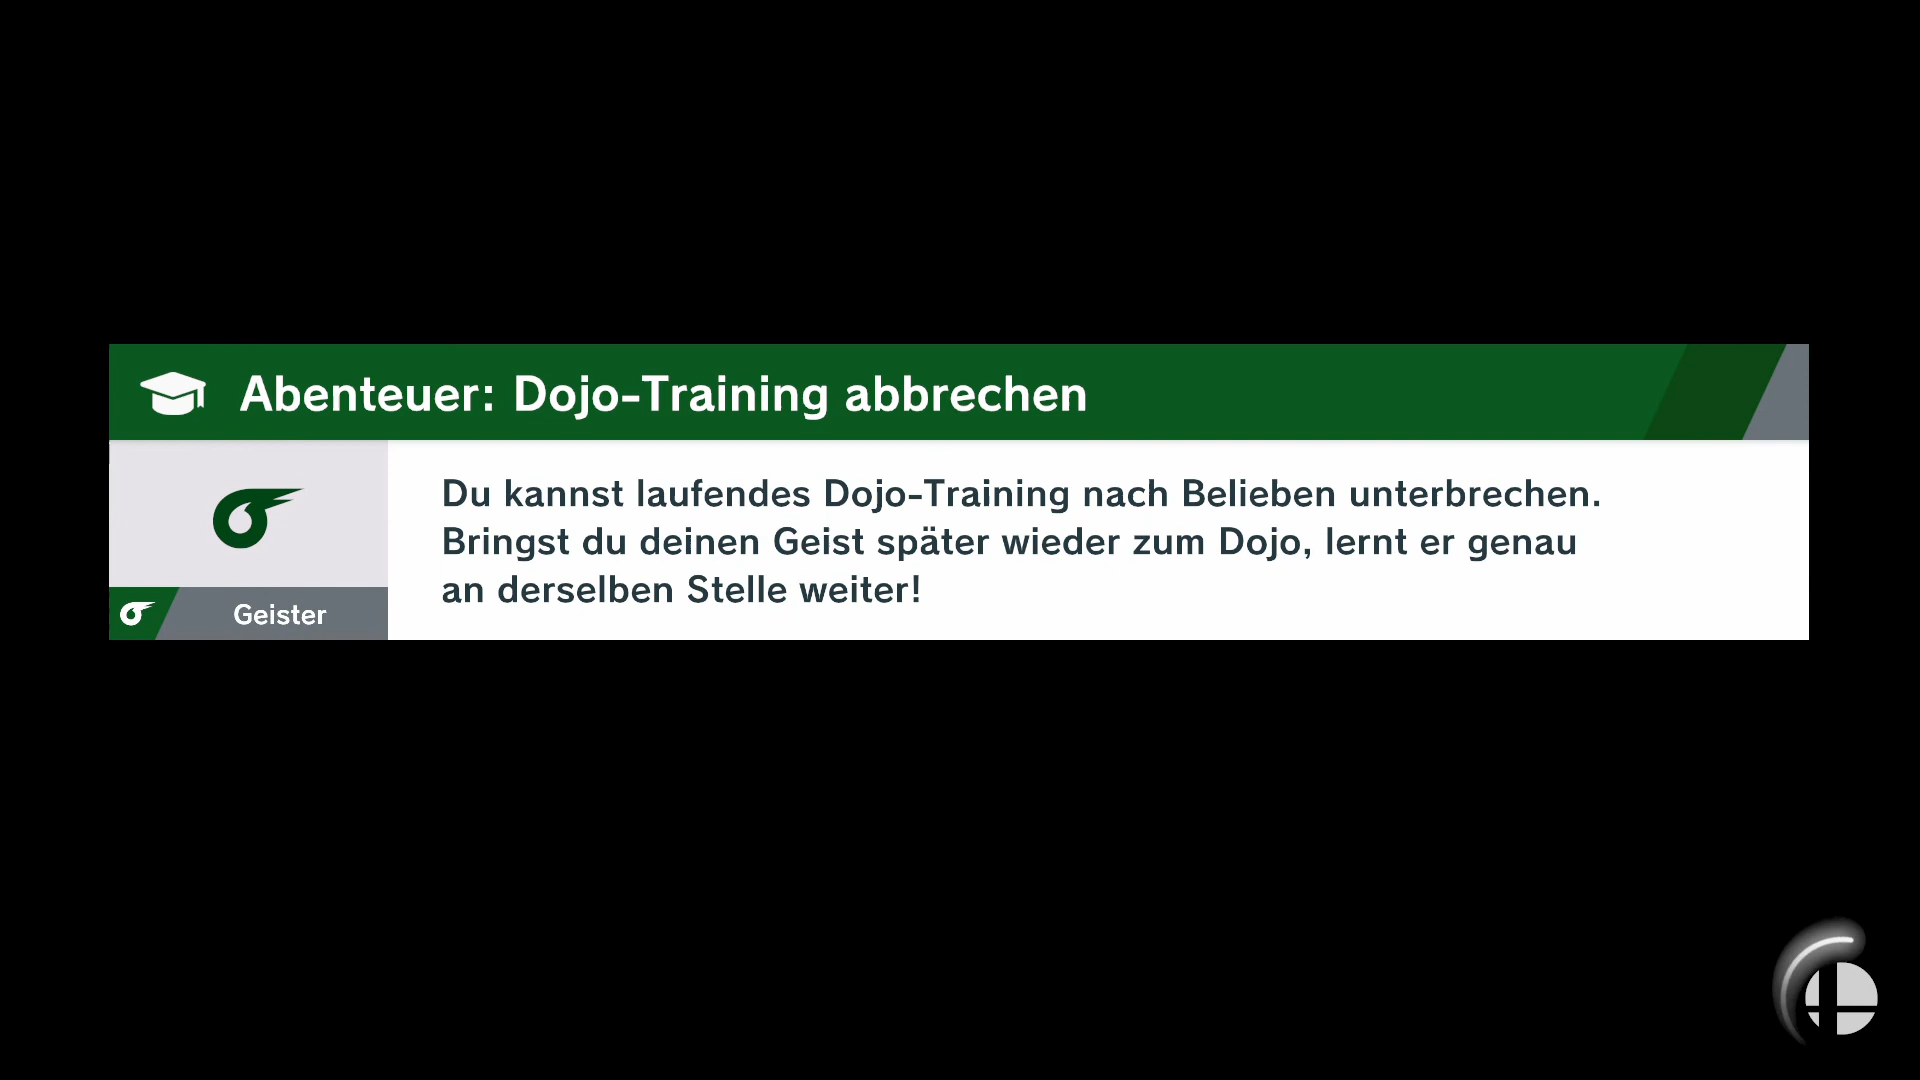 Abenteuer: Dojo-Training abbrechen
Du kannst laufendes Dojo-Training nach Belieben unterbrechen.
Bringst du deinen Geist später wieder zum Dojo, lernt er genau
an derselben Stelle weiter!
Geister